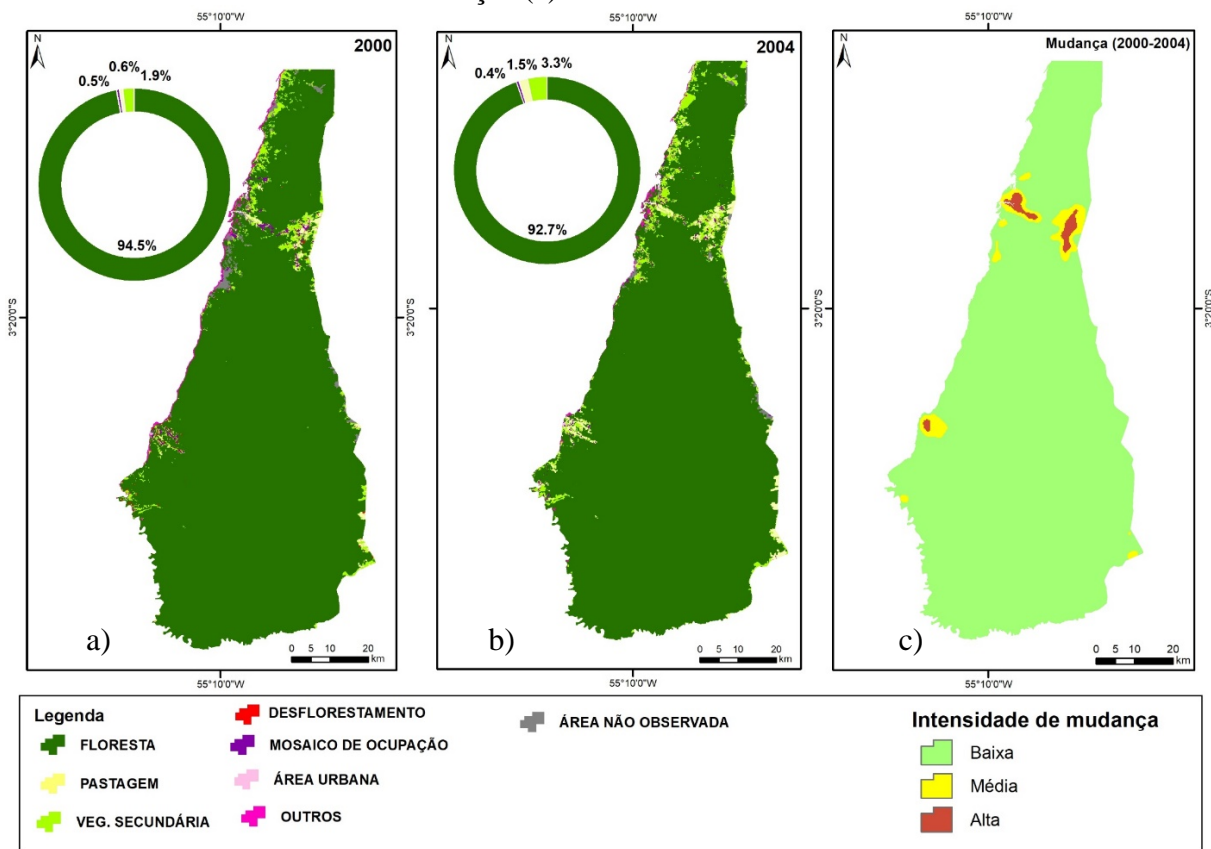 55°10'0"W
55°10'0"W
55°10'0"W
N
2000
0.5%
0.6%
1.9%
94.5%
3°20'0"S
a)
0 5 10 20
km
55°10'0"W
N
2004
0.4%
1.5%
3.3%
92.7%
3°20'0"S
b)
0 5 10 20
km
55°10'0"W
N
Mudança (2000-2004)
3°20'0"S
c)
0 5 10 20
km
55°10'0"W
Legenda
FLORESTA
PASTAGEM
VEG. SECUNDÁRIA
DESFLORESTAMENTO
MOSAICO DE OCUPAÇÃO
ÁREA URBANA
OUTROS
ÁREA NÃO OBSERVADA
Intensidade de mudança
Baixa
Média
Alta